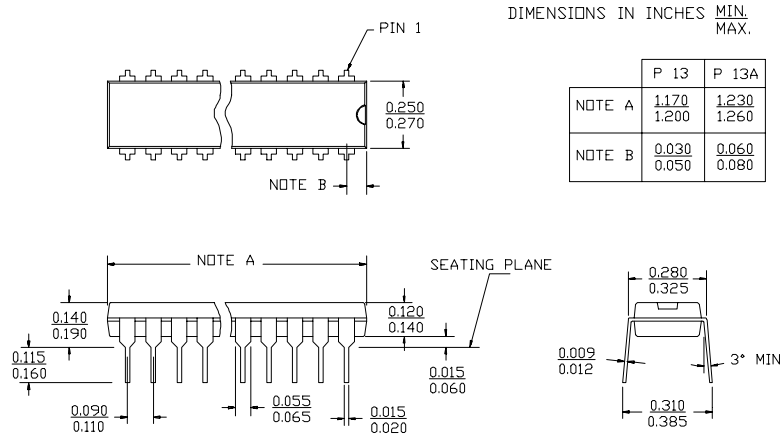 DIMENSIONS IN INCHES MIN.
MAX.
PIN 1
P 13 P 13A
NOTE A 1.170 1.230
1.200 1.260
NOTE B 0.030 0.060
0.050 0.080
0.250
0.270
NOTE B
NOTE A
SEATING PLANE
0.280
0.325
0.140
0.190
0.120
0.140
0.115
0.160
0.015
0.060
0.009
0.012
3° MIN
0.090
0.110
0.055
0.065
0.015
0.020
0.310
0.385